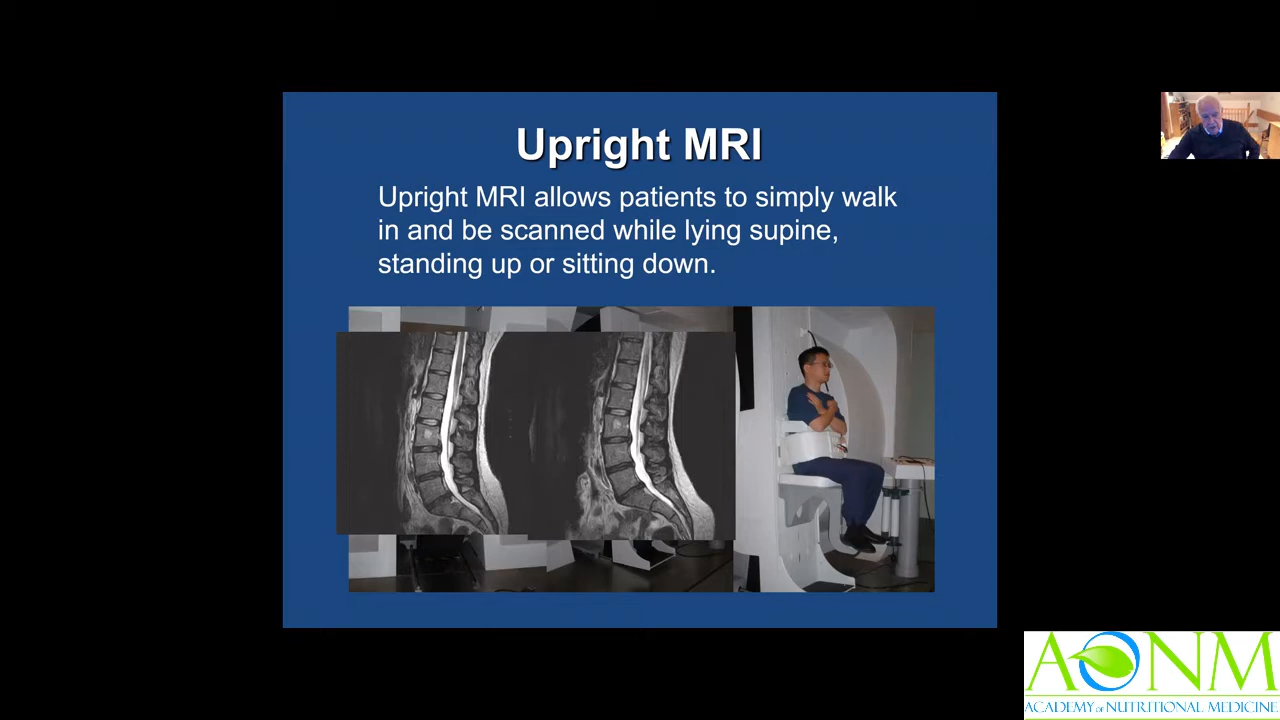 Upright MRI
Upright MRI allows patients to simply walk
in and be scanned while lying supine,
standing up or sitting down.
AONM
ACADEMY of NUTRITIONAL MEDICINE